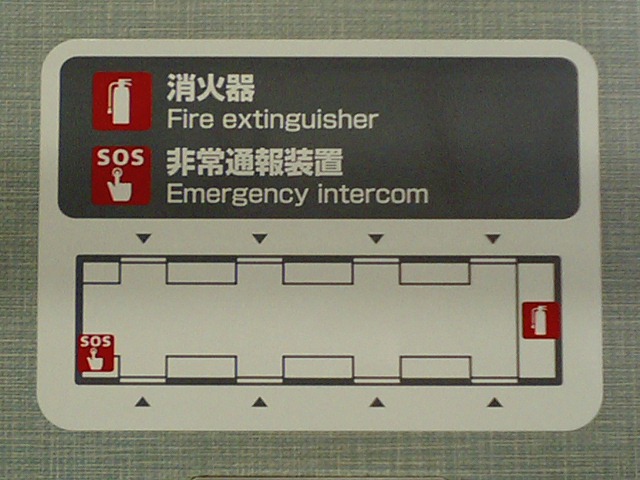 消火器
Fire extinguisher
SOS
非常通報装置
Emergency intercom
SOS